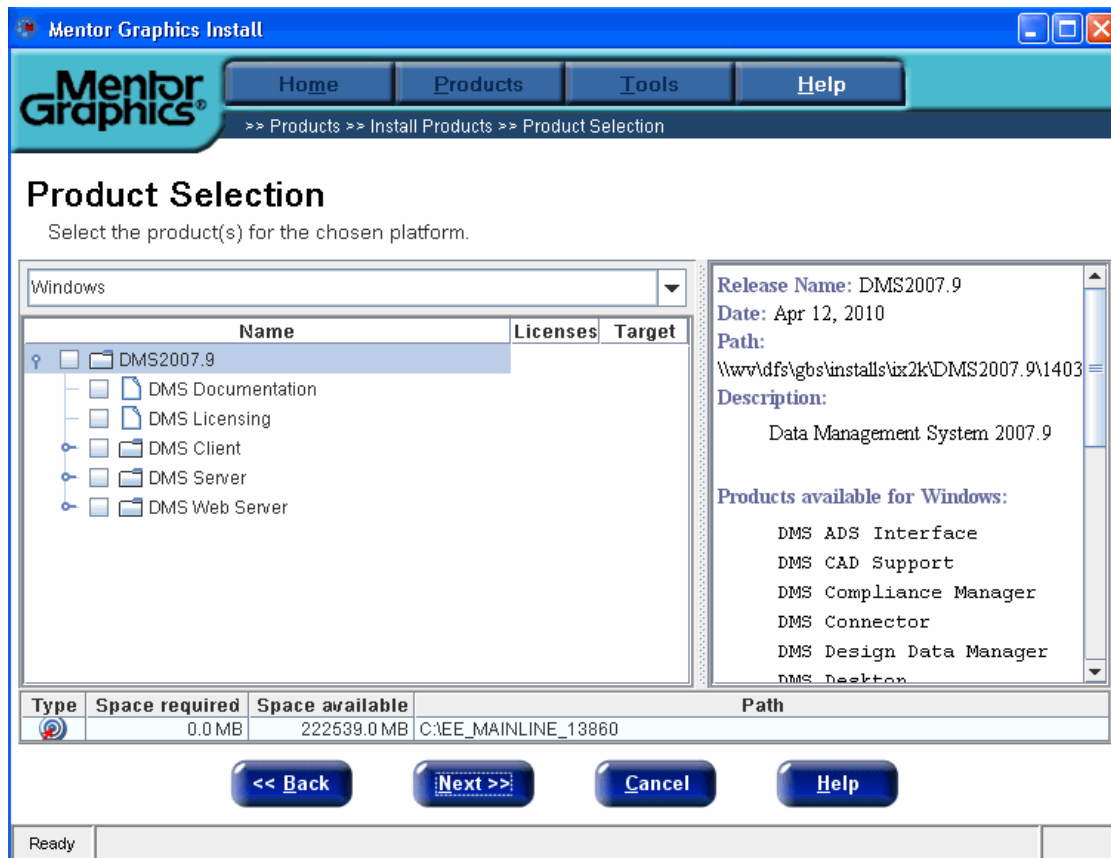 Mentor Graphics Install
Mentor Graphics®
Home Products Tools Help
>> Products >> Install Products >> Product Selection
Product Selection
Select the product(s) for the chosen platform.
Windows
Name Licenses Target
DMS2007.9
DMS Documentation
DMS Licensing
DMS Client
DMS Server
DMS Web Server
Release Name: DMS2007.9
Date: Apr 12, 2010
Path:
\\wv\dfs\gbs\installs\ix2k\DMS2007.9\1403
Description:
Data Management System 2007.9
Products available for Windows:
DMS ADS Interface
DMS CAD Support
DMS Compliance Manager
DMS Connector
DMS Design Data Manager
DMS Desktop
Type Space required Space available Path
0.0 MB 222539.0 MB C:\EE_MAINLINE_13860
<< Back Next >> Cancel Help
Ready